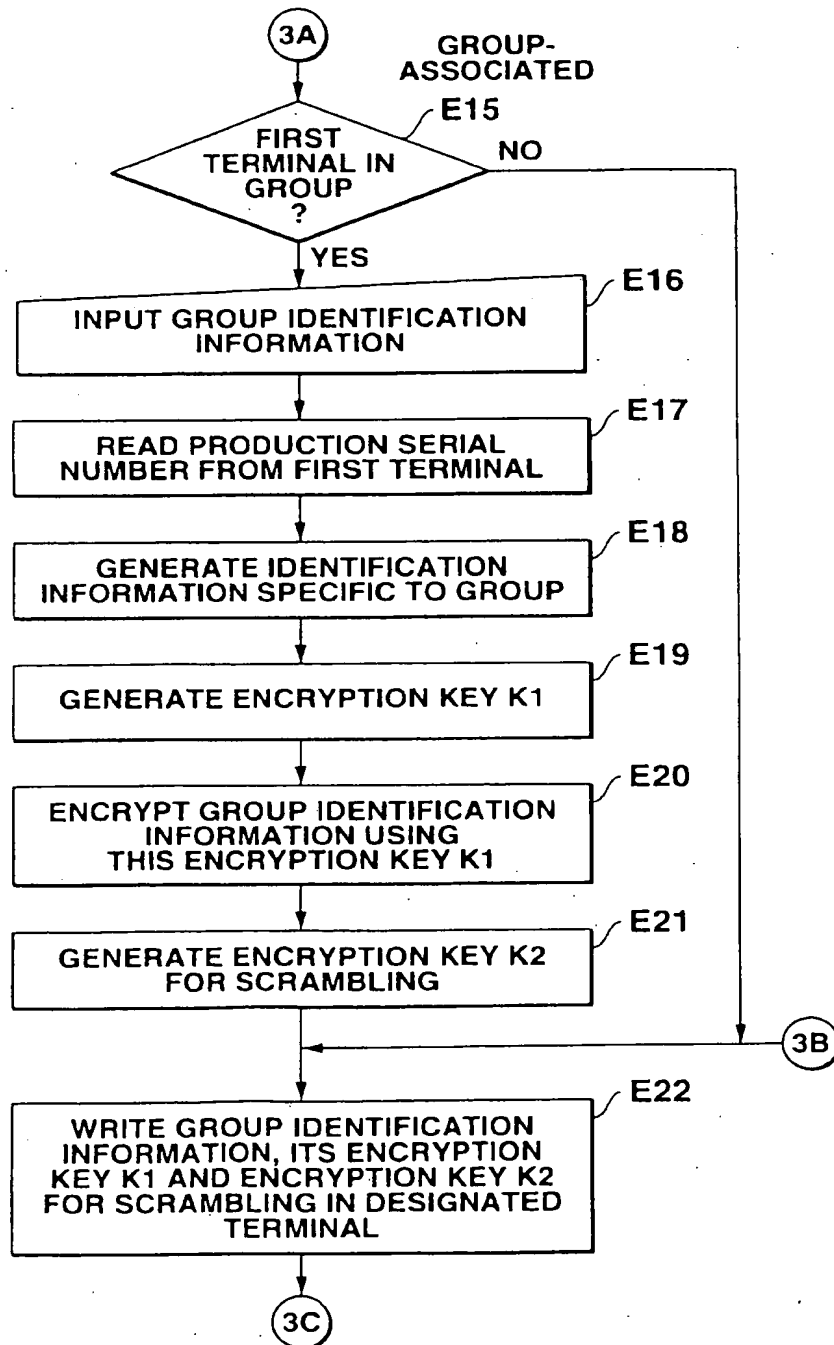 3A
GROUP-
ASSOCIATED
E15
FIRST
TERMINAL IN
GROUP
?
NO
YES
E16
INPUT GROUP IDENTIFICATION
INFORMATION
E17
READ PRODUCTION SERIAL
NUMBER FROM FIRST TERMINAL
E18
GENERATE IDENTIFICATION
INFORMATION SPECIFIC TO GROUP
E19
GENERATE ENCRYPTION KEY K1
E20
ENCRYPT GROUP IDENTIFICATION
INFORMATION USING
THIS ENCRYPTION KEY K1
E21
GENERATE ENCRYPTION KEY K2
FOR SCRAMBLING
3B
E22
WRITE GROUP IDENTIFICATION
INFORMATION, ITS ENCRYPTION
KEY K1 AND ENCRYPTION KEY K2
FOR SCRAMBLING IN DESIGNATED
TERMINAL
3C